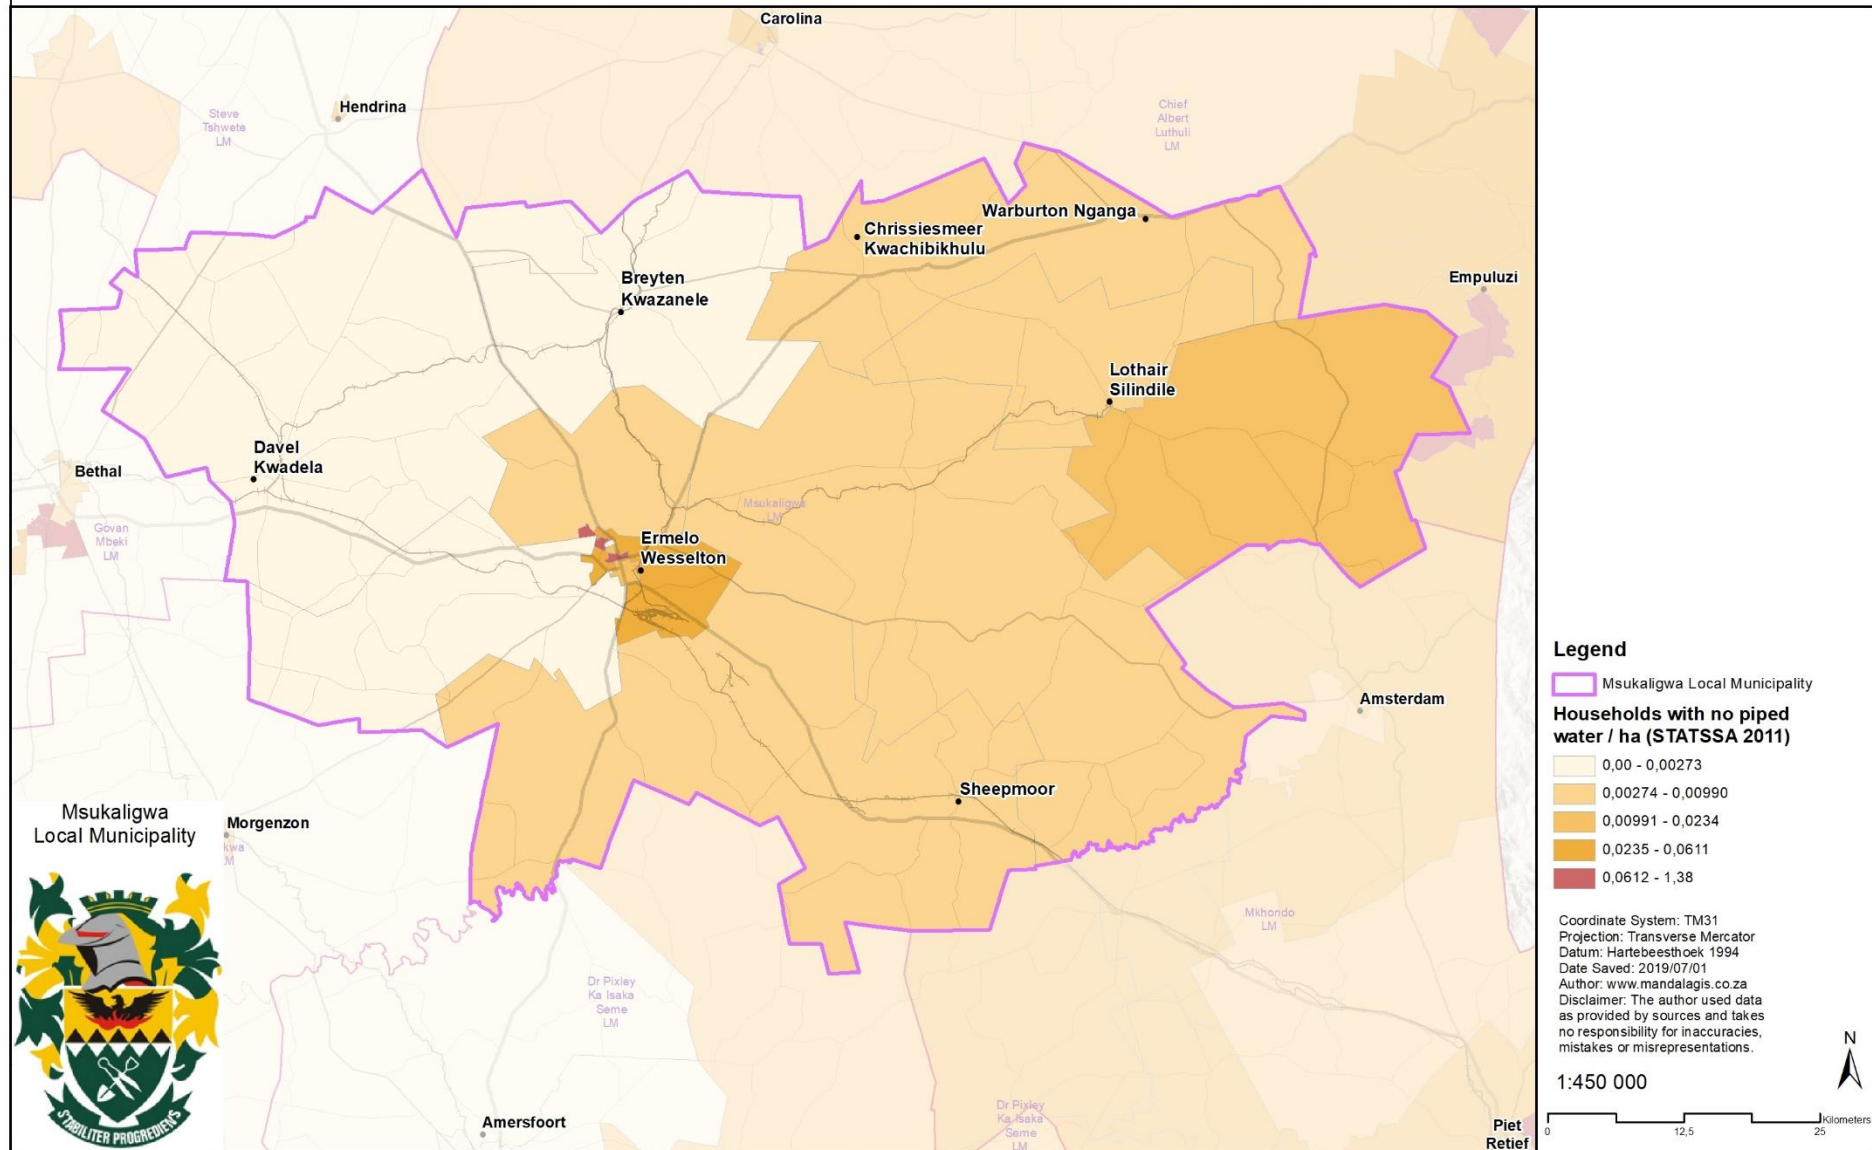 Carolina
Hendrina
Steve
Tshwete
LM
Chief
Albert
Luthuli
LM
Warburton Nganga
Chrissiesmeer
Kwachibikhulu
Breyten
Kwazanele
Empuluzi
Lothair
Silindile
Davel
Kwadela
Bethal
Govan
Mbeki
LM
Msukaligwa
LM
Ermelo
Wesselton
Amsterdam
Sheepmoor
Morgenzon
kwa
LM
Mkhondo
LM
Dr Pixley
Ka Isaka
Seme
LM
Dr Pixley
Ka Isaka
Seme
LM
Amersfoort
Piet
Retief
Msukaligwa
Local Municipality
STABILITER PROGREDIENS
Legend
Msukaligwa Local Municipality
Households with no piped
water / ha (STATSSA 2011)
0,00 - 0,00273
0,00274 - 0,00990
0,00991 - 0,0234
0,0235 - 0,0611
0,0612 - 1,38
Coordinate System: TM31
Projection: Transverse Mercator
Datum: Hartebeesthoek 1994
Date Saved: 2019/07/01
Author: www.mandalagis.co.za
Disclaimer: The author used data
as provided by sources and takes
no responsibility for inaccuracies,
mistakes or misrepresentations.
N
1:450 000
Kilometers
0 12,5 25